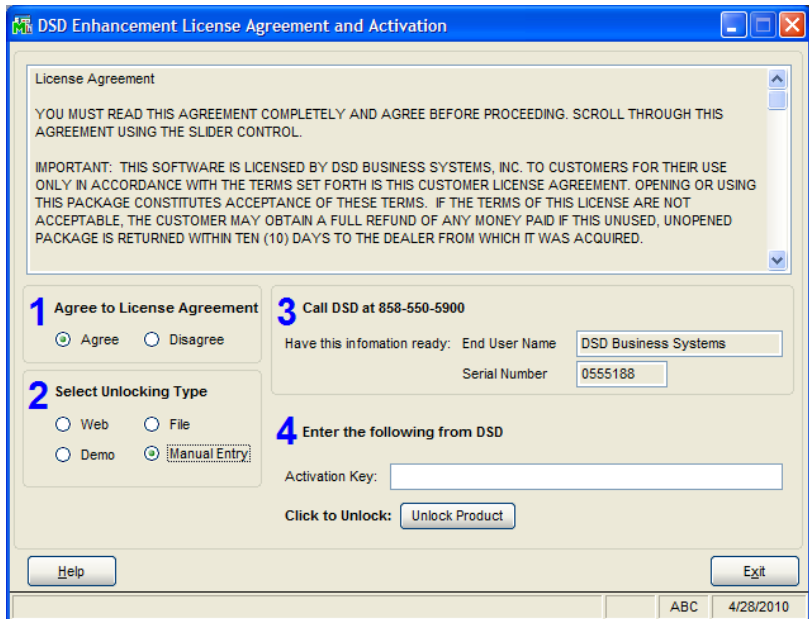 DSD Enhancement License Agreement and Activation
License Agreement
YOU MUST READ THIS AGREEMENT COMPLETELY AND AGREE BEFORE PROCEEDING. SCROLL THROUGH THIS
AGREEMENT USING THE SLIDER CONTROL.
IMPORTANT: THIS SOFTWARE IS LICENSED BY DSD BUSINESS SYSTEMS, INC. TO CUSTOMERS FOR THEIR USE
ONLY IN ACCORDANCE WITH THE TERMS SET FORTH IS THIS CUSTOMER LICENSE AGREEMENT. OPENING OR USING
THIS PACKAGE CONSTITUTES ACCEPTANCE OF THESE TERMS. IF THE TERMS OF THIS LICENSE ARE NOT
ACCEPTABLE, THE CUSTOMER MAY OBTAIN A FULL REFUND OF ANY MONEY PAID IF THIS UNUSED, UNOPENED
PACKAGE IS RETURNED WITHIN TEN (10) DAYS TO THE DEALER FROM WHICH IT WAS ACQUIRED.
1 Agree to License Agreement
Agree Disagree
2 Select Unlocking Type
Web File
Demo Manual Entry
3 Call DSD at 858-550-5900
Have this infomation ready: End User Name DSD Business Systems
Serial Number 0555188
4 Enter the following from DSD
Activation Key:
Click to Unlock: Unlock Product
Help Exit
ABC 4/28/2010